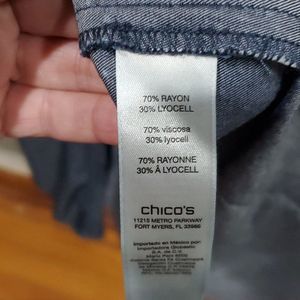 70% RAYON
30% LYOCELL
70% viscosa
30% lyocell
70% RAYONNE
30% À LYOCELL
chico's
11215 METRO PARKWAY
FORT MYERS, FL 33966
Importado en México por:
S.A. de C.V.